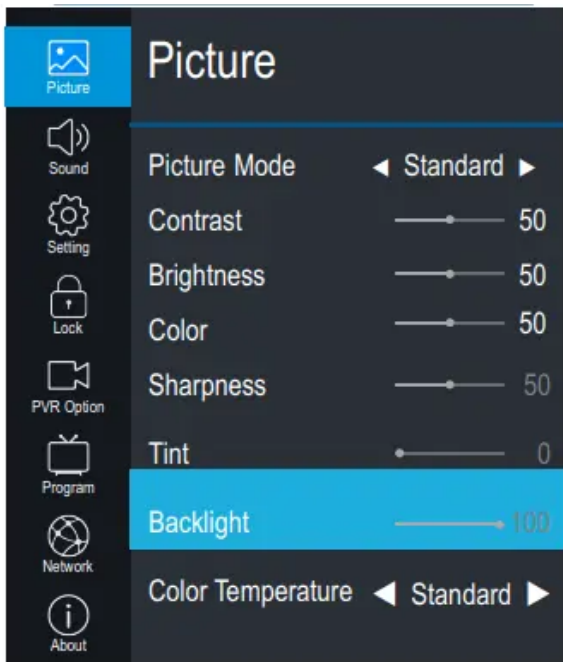 Picture
Picture
Sound
Setting
Lock
PVR Option
Program
Network
About
Picture Mode ◀ Standard ▶
Contrast 50
Brightness 50
Color 50
Sharpness 50
Tint 0
Backlight 100
Color Temperature ◀ Standard ▶